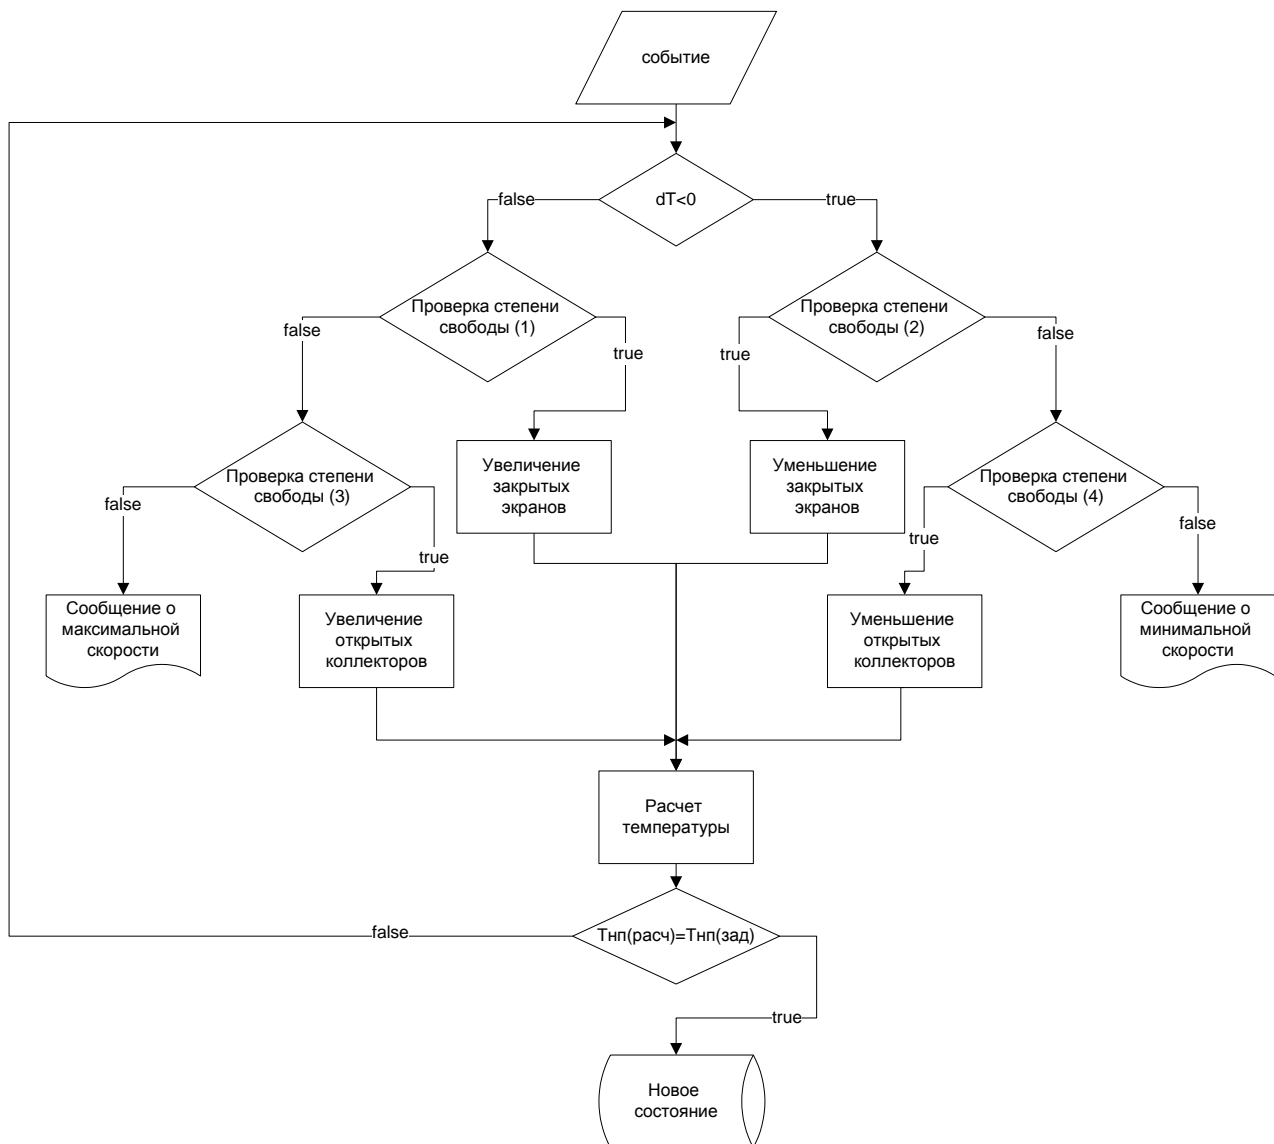 событие
dT<0
false
true
Проверка степени
свободы (1)
Проверка степени
свободы (2)
false
true
true
false
Увеличение
закрытых
экранов
Уменьшение
закрытых
экранов
Проверка степени
свободы (3)
Проверка степени
свободы (4)
false
true
true
false
Сообщение о
максимальной
скорости
Увеличение
открытых
коллекторов
Уменьшение
открытых
коллекторов
Сообщение о
минимальной
скорости
Расчет
температуры
Тнп(расч)=Тнп(зад)
false
true
Новое
состояние